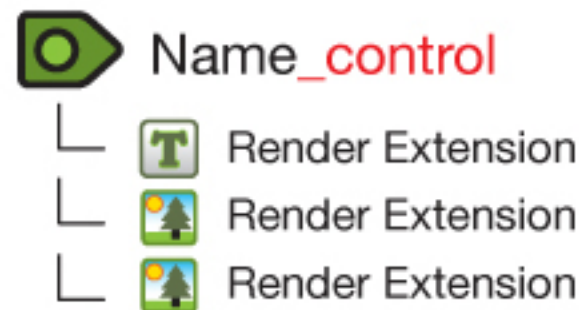 Name_control
T Render Extension
Render Extension
Render Extension